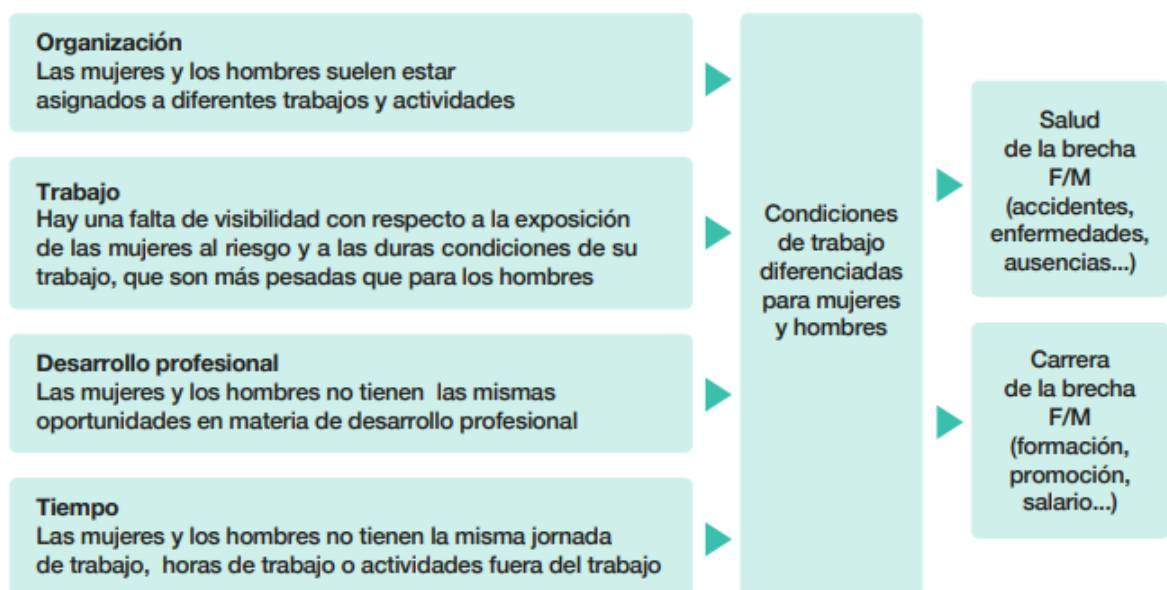 Organización
Las mujeres y los hombres suelen estar
asignados a diferentes trabajos y actividades
Trabajo
Hay una falta de visibilidad con respecto a la exposición
de las mujeres al riesgo y a las duras condiciones de su
trabajo, que son más pesadas que para los hombres
Desarrollo profesional
Las mujeres y los hombres no tienen las mismas
oportunidades en materia de desarrollo profesional
Tiempo
Las mujeres y los hombres no tienen la misma jornada
de trabajo, horas de trabajo o actividades fuera del trabajo
Condiciones
de trabajo
diferenciadas
para mujeres
y hombres
Salud
de la brecha
F/M
(accidentes,
enfermedades,
ausencias...)
Carrera
de la brecha
F/M
(formación,
promoción,
salario...)